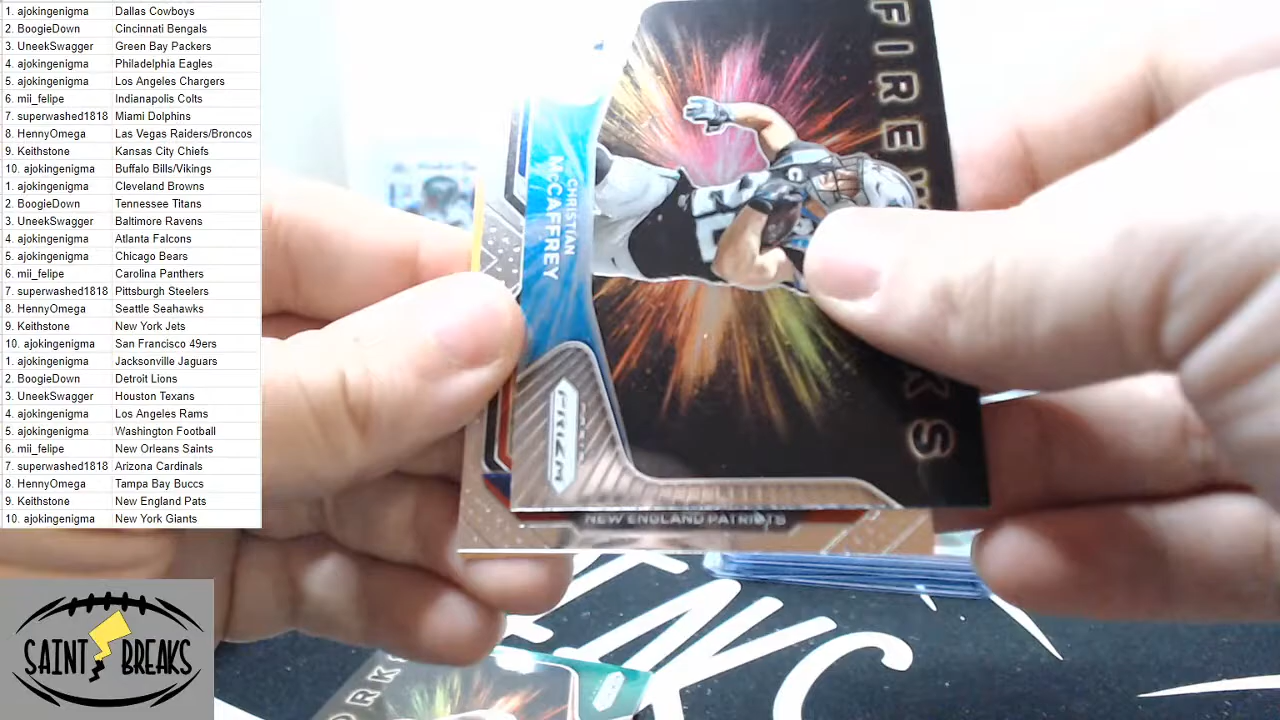 1. ajokingenigma Dallas Cowboys
2. BoogieDown Cincinnati Bengals
3. UneekSwagger Green Bay Packers
4. ajokingenigma Philadelphia Eagles
5. ajokingenigma Los Angeles Chargers
6. mii_felipe Indianapolis Colts
7. superwashed1818 Miami Dolphins
8. HennyOmega Las Vegas Raiders/Broncos
9. Keithstone Kansas City Chiefs
10. ajokingenigma Buffalo Bills/Vikings
1. ajokingenigma Cleveland Browns
2. BoogieDown Tennessee Titans
3. UneekSwagger Baltimore Ravens
4. ajokingenigma Atlanta Falcons
5. ajokingenigma Chicago Bears
6. mii_felipe Carolina Panthers
7. superwashed1818 Pittsburgh Steelers
8. HennyOmega Seattle Seahawks
9. Keithstone New York Jets
10. ajokingenigma San Francisco 49ers
1. ajokingenigma Jacksonville Jaguars
2. BoogieDown Detroit Lions
3. UneekSwagger Houston Texans
4. ajokingenigma Los Angeles Rams
5. ajokingenigma Washington Football
6. mii_felipe New Orleans Saints
7. superwashed1818 Arizona Cardinals
8. HennyOmega Tampa Bay Buccs
9. Keithstone New England Pats
10. ajokingenigma New York Giants
SAINT BREAKS
CHRISTIAN
McCAFFREY
PRIZM
NEW ENGLAND PATRIOTS